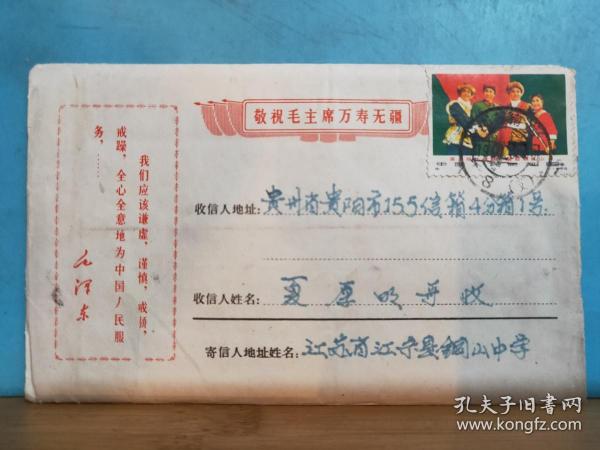 敬祝毛主席万寿无疆
我们应该谦虚，谨慎，戒骄，
戒躁，全心全意地为中国人民服
务，……
毛泽东
收信人地址：贵州省贵阳市155信箱4分箱1号
收信人姓名：夏原明开收
寄信人地址姓名：江苏省江宁县铜山中学
孔夫子旧书网
www.kongfz.com